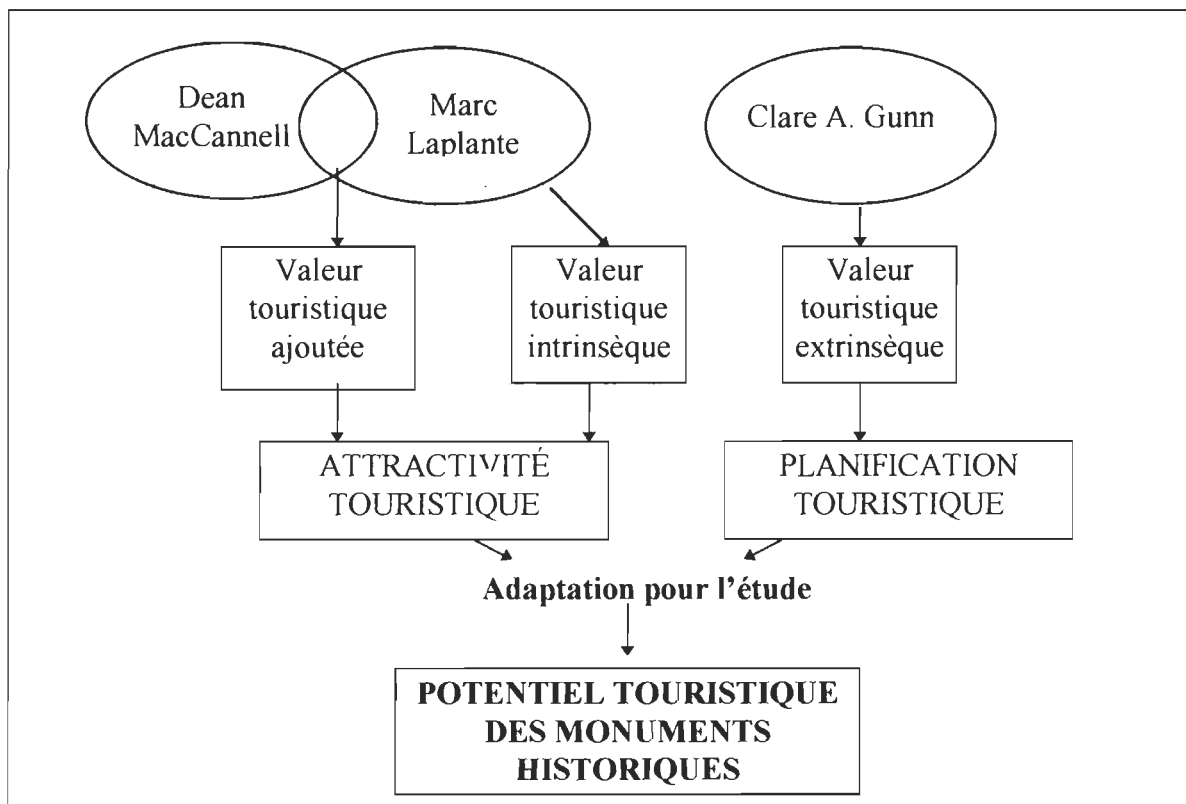 Dean
MacCannell
Marc
Laplante
Clare A. Gunn
Valeur
touristique
ajoutée
Valeur
touristique
intrinsèque
Valeur
touristique
extrinsèque
ATTRACTIVITÉ
TOURISTIQUE
PLANIFICATION
TOURISTIQUE
Adaptation pour l'étude
POTENTIEL TOURISTIQUE
DES MONUMENTS
HISTORIQUES